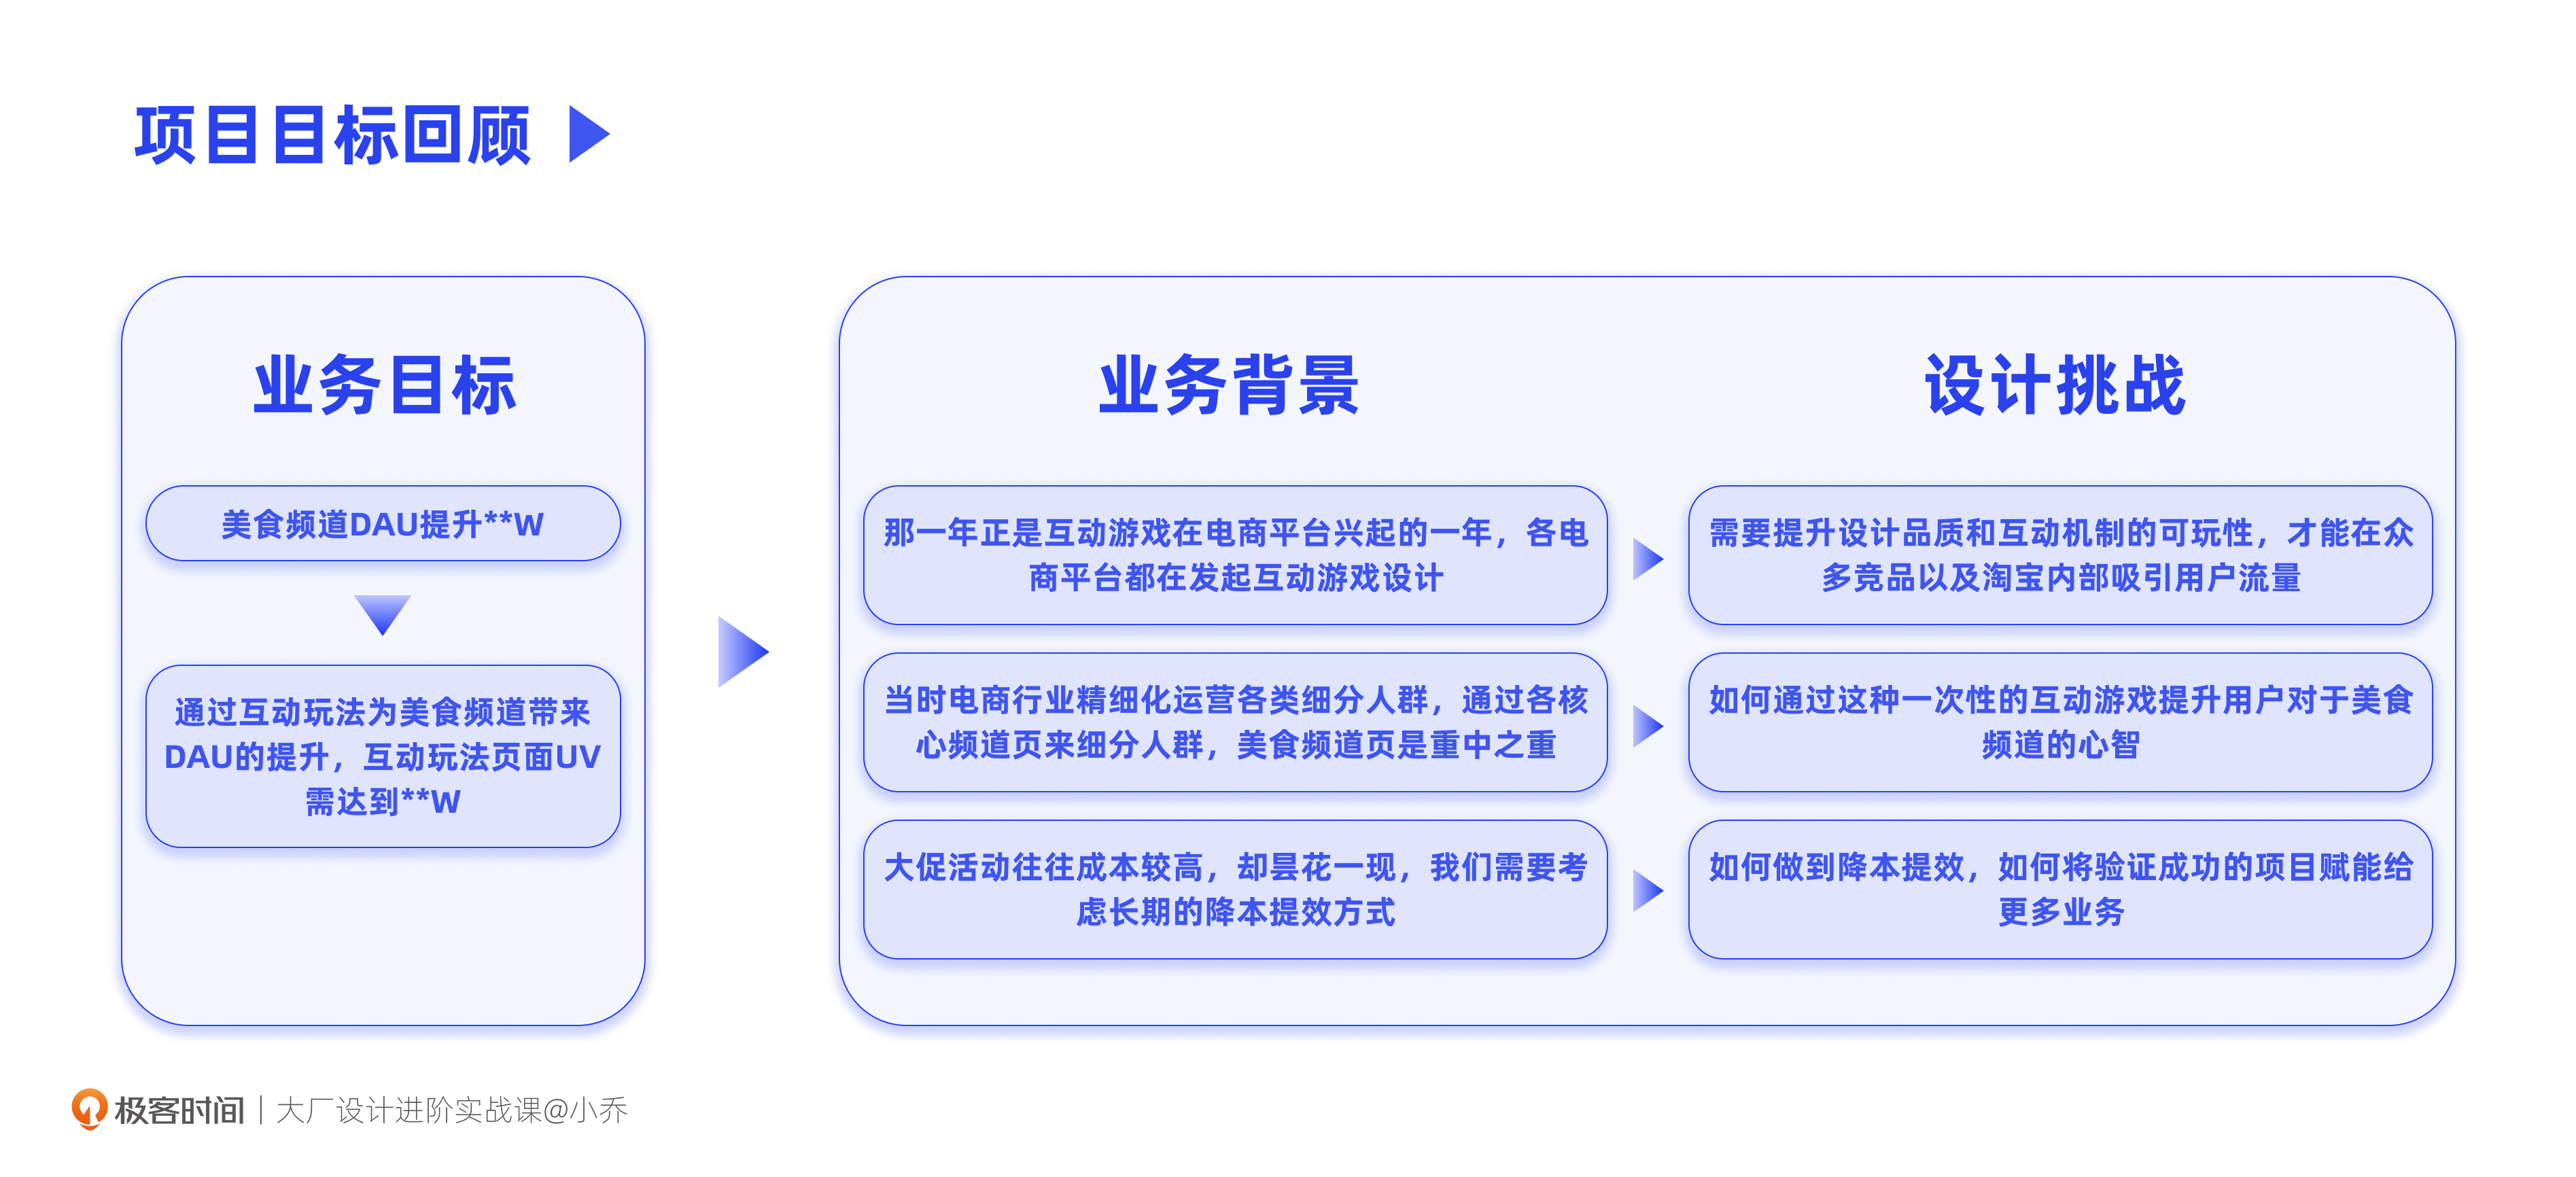 项目目标回顾
业务目标
美食频道DAU提升**W
通过互动玩法为美食频道带来
DAU的提升，互动玩法页面UV
需达到**W
业务背景
设计挑战
那一年正是互动游戏在电商平台兴起的一年，各电
商平台都在发起互动游戏设计
需要提升设计品质和互动机制的可玩性，才能在众
多竞品以及淘宝内部吸引用户流量
当时电商行业精细化运营各类细分人群，通过各核
心频道页来细分人群，美食频道页是重中之重
如何通过这种一次性的互动游戏提升用户对于美食
频道的心智
大促活动往往成本较高，却昙花一现，我们需要考
虑长期的降本提效方式
如何做到降本提效，如何将验证成功的项目赋能给
更多业务
极客时间 | 大厂设计进阶实战课@小乔